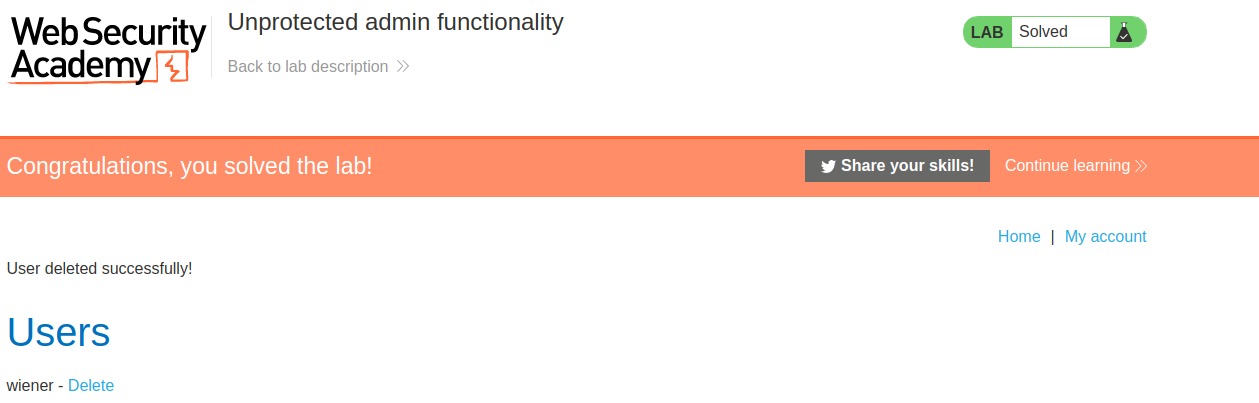 Web Security
Academy
Unprotected admin functionality
Back to lab description
LAB Solved
Congratulations, you solved the lab!
Share your skills!
Continue learning
Home | My account
User deleted successfully!
Users
wiener - Delete